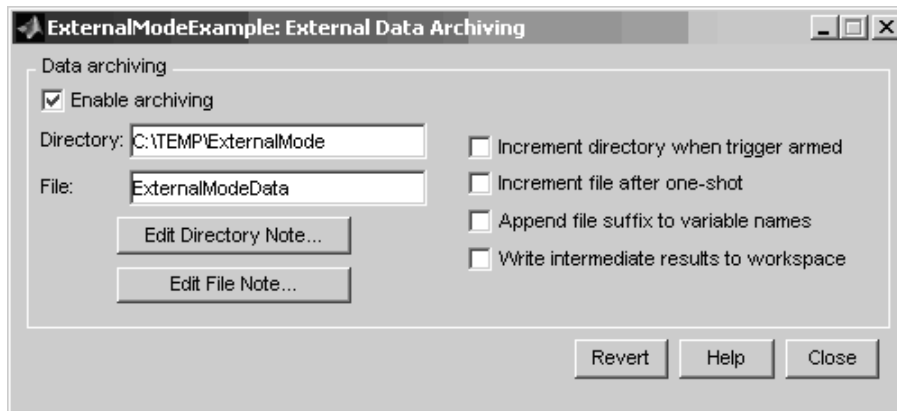 ExternalModeExample: External Data Archiving
Data archiving
Enable archiving
Directory: C:\TEMP\ExternalMode
File: ExternalModeData
Edit Directory Note...
Edit File Note...
Increment directory when trigger armed
Increment file after one-shot
Append file suffix to variable names
Write intermediate results to workspace
Revert Help Close